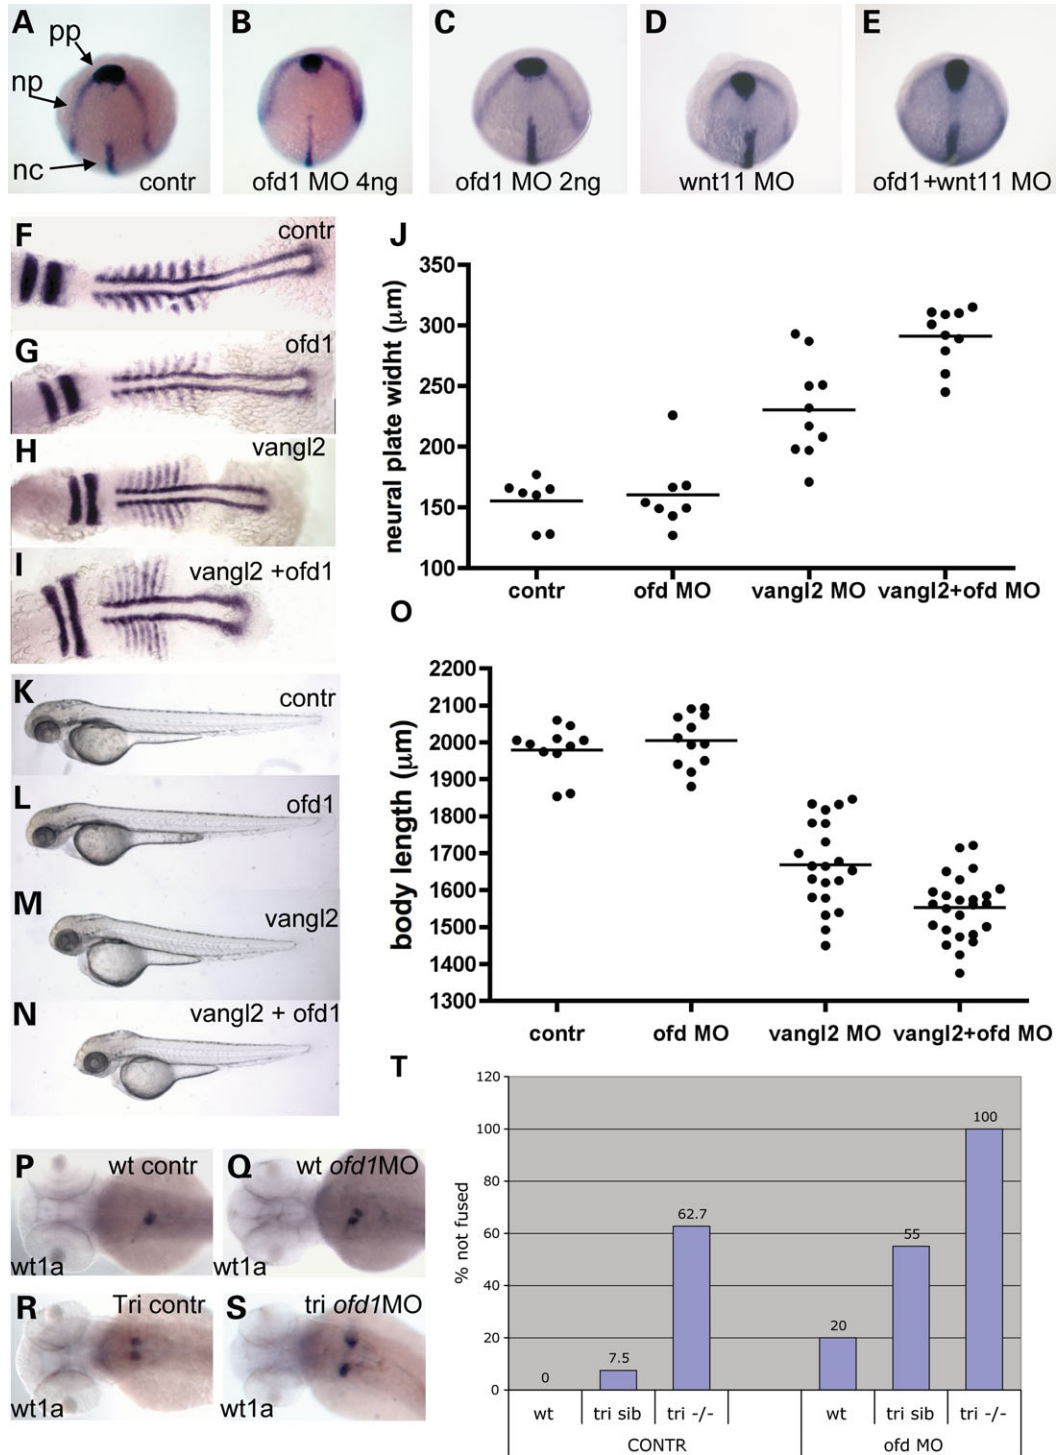 A
pp
np
nc
contr
B
ofd1 MO 4ng
C
ofd1 MO 2ng
D
wnt11 MO
E
ofd1+wnt11 MO
F
contr
G
ofd1
H
vangl2
I
vangl2 +ofd1
J
neural plate widht (µm)
350
300
250
200
150
100
contr
ofd MO
vangl2 MO
vangl2+ofd MO
K
contr
L
ofd1
M
vangl2
N
vangl2 + ofd1
O
body length (µm)
2200
2100
2000
1900
1800
1700
1600
1500
1400
1300
contr
ofd MO
vangl2 MO
vangl2+ofd MO
P
wt contr
wt1a
Q
wt ofd1MO
wt1a
R
Tri contr
wt1a
S
tri ofd1MO
wt1a
T
% not fused
120
100
80
60
40
20
0
0
7.5
62.7
20
55
100
wt
tri sib
tri -/-
wt
tri sib
tri -/-
CONTR
ofd MO